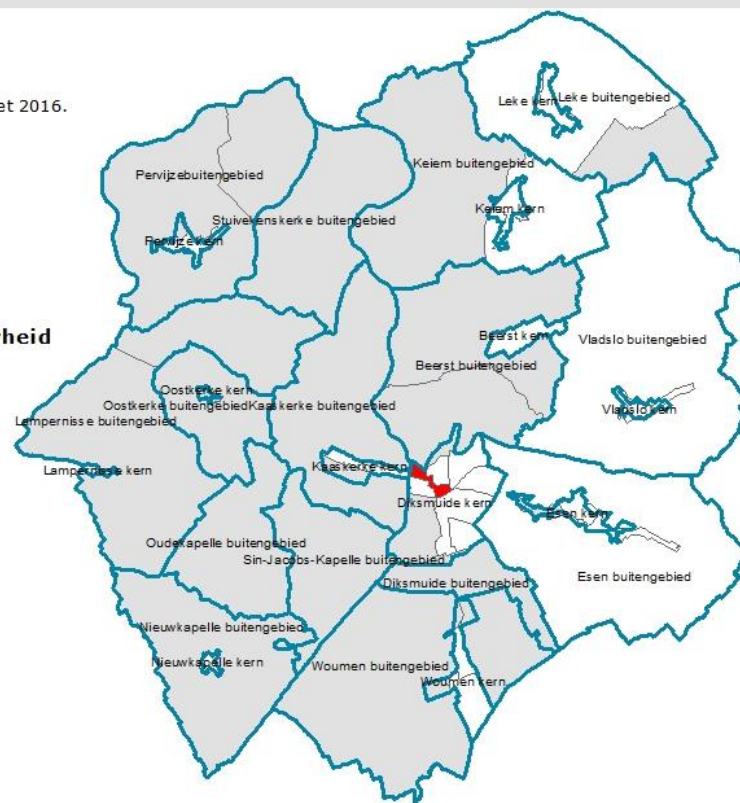 et 2016.
heid
Leke kern
Leke buitengebied
Keiem buitengebied
Pervijzebuitengebied
Keiem kern
Stuivekenskerke buitengebied
Pervijze kern
Beerst kern
Vladslo buitengebied
Beerst buitengebied
Oostkerke kern
Oostkerke buitengebied
Kaaskerke buitengebied
Vladslo kern
Lampernisse buitengebied
Kaaskerke kern
Lampernisse kern
Diksmuide kern
Esen kern
Oudekapelle buitengebied
Sin-Jacobs-Kapelle buitengebied
Esen buitengebied
Diksmuide buitengebied
Nieuwkapelle buitengebied
Nieuwkapelle kern
Woumen buitengebied
Woumen kern